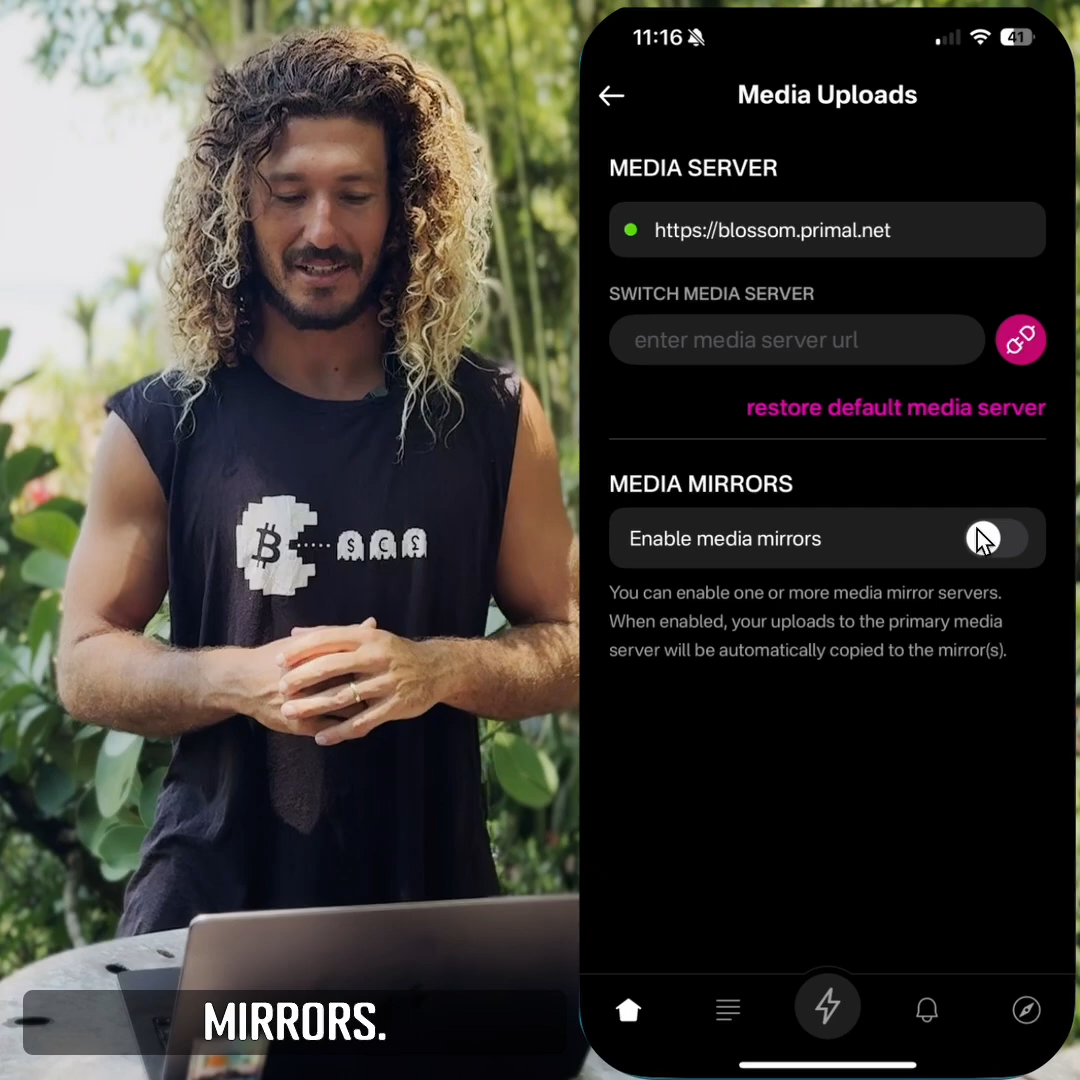 11:16
41
Media Uploads
MEDIA SERVER
https://blossom.primal.net
SWITCH MEDIA SERVER
enter media server url
restore default media server
MEDIA MIRRORS
Enable media mirrors
You can enable one or more media mirror servers.
When enabled, your uploads to the primary media
server will be automatically copied to the mirror(s).
₿ $ € £
MIRRORS.